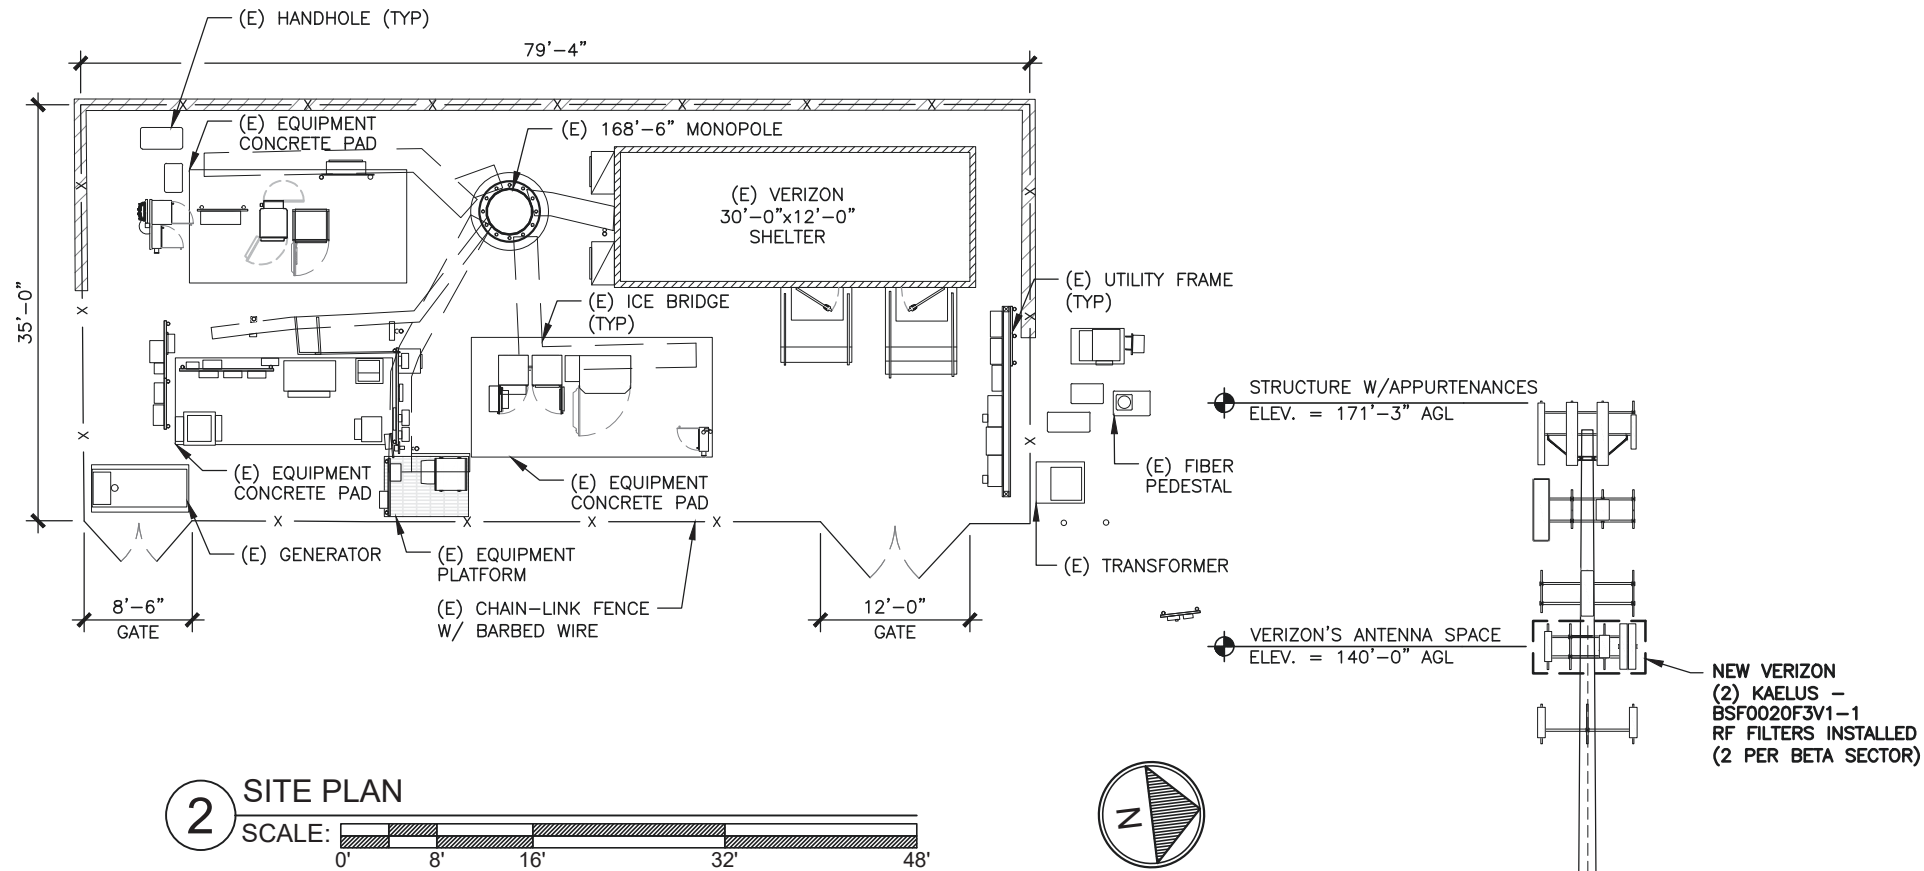 (E) HANDHOLE (TYP)
79'-4"
(E) EQUIPMENT
CONCRETE PAD
(E) 168'-6" MONOPOLE
(E) VERIZON
30'-0"x12'-0"
SHELTER
35'-0"
(E) ICE BRIDGE
(TYP)
(E) UTILITY FRAME
(TYP)
(E) EQUIPMENT
CONCRETE PAD
(E) EQUIPMENT
CONCRETE PAD
(E) FIBER
PEDESTAL
(E) GENERATOR
(E) EQUIPMENT
PLATFORM
(E) TRANSFORMER
(E) CHAIN-LINK FENCE
W/ BARBED WIRE
8'-6"
GATE
12'-0"
GATE
STRUCTURE W/APPURTENANCES
ELEV. = 171'-3" AGL
VERIZON'S ANTENNA SPACE
ELEV. = 140'-0" AGL
NEW VERIZON
(2) KAELUS -
BSF0020F3V1-1
RF FILTERS INSTALLED
(2 PER BETA SECTOR)
2
SITE PLAN
SCALE:
0' 8' 16' 32' 48'
N